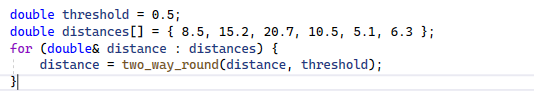 double threshold = 0.5;
double distances[] = { 8.5, 15.2, 20.7, 10.5, 5.1, 6.3 };
for (double& distance : distances) {
    distance = two_way_round(distance, threshold);
}